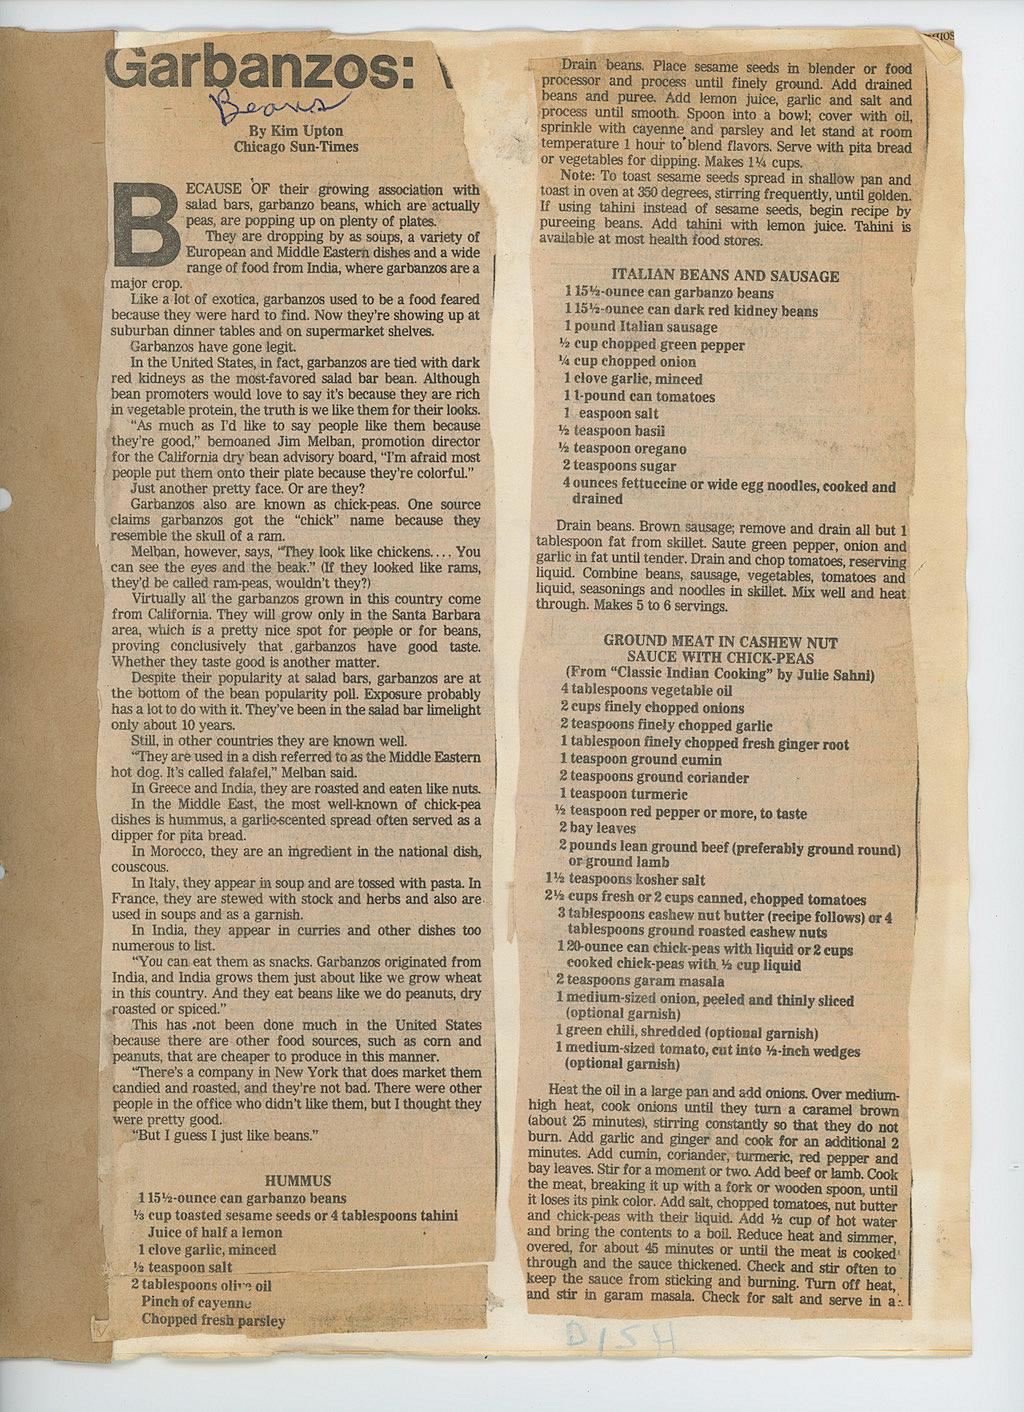 Garbanzos:
Beans
By Kim Upton
Chicago Sun-Times
BECAUSE OF their growing association with
salad bars, garbanzo beans, which are actually
peas, are popping up on plenty of plates.
They are dropping by as soups, a variety of
European and Middle Eastern dishes and a wide
range of food from India, where garbanzos are a
major crop.
Like a lot of exotica, garbanzos used to be a food feared
because they were hard to find. Now they're showing up at
suburban dinner tables and on supermarket shelves.
Garbanzos have gone legit.
In the United States, in fact, garbanzos are tied with dark
red kidneys as the most-favored salad bar bean. Although
bean promoters would love to say it's because they are rich
in vegetable protein, the truth is we like them for their looks.
"As much as I'd like to say people like them because
they're good," bemoaned Jim Melban, promotion director
for the California dry bean advisory board, "I'm afraid most
people put them onto their plate because they're colorful."
Just another pretty face. Or are they?
Garbanzos also are known as chick-peas. One source
claims garbanzos got the "chick" name because they
resemble the skull of a ram.
Melban, however, says, "They look like chickens.... You
can see the eyes and the beak." (If they looked like rams,
they'd be called ram-peas, wouldn't they?)
Virtually all the garbanzos grown in this country come
from California. They will grow only in the Santa Barbara
area, which is a pretty nice spot for people or for beans,
proving conclusively that garbanzos have good taste.
Whether they taste good is another matter.
Despite their popularity at salad bars, garbanzos are at
the bottom of the bean popularity poll. Exposure probably
has a lot to do with it. They've been in the salad bar limelight
only about 10 years.
Still, in other countries they are known well.
"They are used in a dish referred to as the Middle Eastern
hot dog. It's called falafel," Melban said.
In Greece and India, they are roasted and eaten like nuts.
In the Middle East, the most well-known of chick-pea
dishes is hummus, a garlic-scented spread often served as a
dipper for pita bread.
In Morocco, they are an ingredient in the national dish,
couscous.
In Italy, they appear in soup and are tossed with pasta. In
France, they are stewed with stock and herbs and also are
used in soups and as a garnish.
In India, they appear in curries and other dishes too
numerous to list.
"You can eat them as snacks. Garbanzos originated from
India, and India grows them just about like we grow wheat
in this country. And they eat beans like we do peanuts, dry
roasted or spiced."
This has not been done much in the United States
because there are other food sources, such as corn and
peanuts, that are cheaper to produce in this manner.
"There's a company in New York that does market them
candied and roasted, and they're not bad. There were other
people in the office who didn't like them, but I thought they
were pretty good.
"But I guess I just like beans."
HUMMUS
1 15½-ounce can garbanzo beans
⅓ cup toasted sesame seeds or 4 tablespoons tahini
Juice of half a lemon
1 clove garlic, minced
½ teaspoon salt
2 tablespoons olive oil
Pinch of cayenne
Chopped fresh parsley
Drain beans. Place sesame seeds in blender or food
processor and process until finely ground. Add drained
beans and puree. Add lemon juice, garlic and salt and
process until smooth. Spoon into a bowl; cover with oil,
sprinkle with cayenne and parsley and let stand at room
temperature 1 hour to blend flavors. Serve with pita bread
or vegetables for dipping. Makes 1¼ cups.
Note: To toast sesame seeds spread in shallow pan and
toast in oven at 350 degrees, stirring frequently, until golden.
If using tahini instead of sesame seeds, begin recipe by
pureeing beans. Add tahini with lemon juice. Tahini is
available at most health food stores.
ITALIAN BEANS AND SAUSAGE
1 15½-ounce can garbanzo beans
1 15½-ounce can dark red kidney beans
1 pound Italian sausage
½ cup chopped green pepper
¼ cup chopped onion
1 clove garlic, minced
1 1-pound can tomatoes
1 easpoon salt
½ teaspoon basil
½ teaspoon oregano
2 teaspoons sugar
4 ounces fettuccine or wide egg noodles, cooked and
drained
Drain beans. Brown sausage; remove and drain all but 1
tablespoon fat from skillet. Saute green pepper, onion and
garlic in fat until tender. Drain and chop tomatoes, reserving
liquid. Combine beans, sausage, vegetables, tomatoes and
liquid, seasonings and noodles in skillet. Mix well and heat
through. Makes 5 to 6 servings.
GROUND MEAT IN CASHEW NUT
SAUCE WITH CHICK-PEAS
(From "Classic Indian Cooking" by Julie Sahni)
4 tablespoons vegetable oil
2 cups finely chopped onions
2 teaspoons finely chopped garlic
1 tablespoon finely chopped fresh ginger root
1 teaspoon ground cumin
2 teaspoons ground coriander
1 teaspoon turmeric
½ teaspoon red pepper or more, to taste
2 bay leaves
2 pounds lean ground beef (preferably ground round)
or ground lamb
1½ teaspoons kosher salt
2½ cups fresh or 2 cups canned, chopped tomatoes
3 tablespoons cashew nut butter (recipe follows) or 4
tablespoons ground roasted cashew nuts
1 20-ounce can chick-peas with liquid or 2 cups
cooked chick-peas with ½ cup liquid
2 teaspoons garam masala
1 medium-sized onion, peeled and thinly sliced
(optional garnish)
1 green chili, shredded (optional garnish)
1 medium-sized tomato, cut into ½-inch wedges
(optional garnish)
Heat the oil in a large pan and add onions. Over medium-
high heat, cook onions until they turn a caramel brown
(about 25 minutes), stirring constantly so that they do not
burn. Add garlic and ginger and cook for an additional 2
minutes. Add cumin, coriander, turmeric, red pepper and
bay leaves. Stir for a moment or two. Add beef or lamb. Cook
the meat, breaking it up with a fork or wooden spoon, until
it loses its pink color. Add salt, chopped tomatoes, nut butter
and chick-peas with their liquid. Add ½ cup of hot water
and bring the contents to a boil. Reduce heat and simmer,
overed, for about 45 minutes or until the meat is cooked
through and the sauce thickened. Check and stir often to
keep the sauce from sticking and burning. Turn off heat,
and stir in garam masala. Check for salt and serve in a
DISH